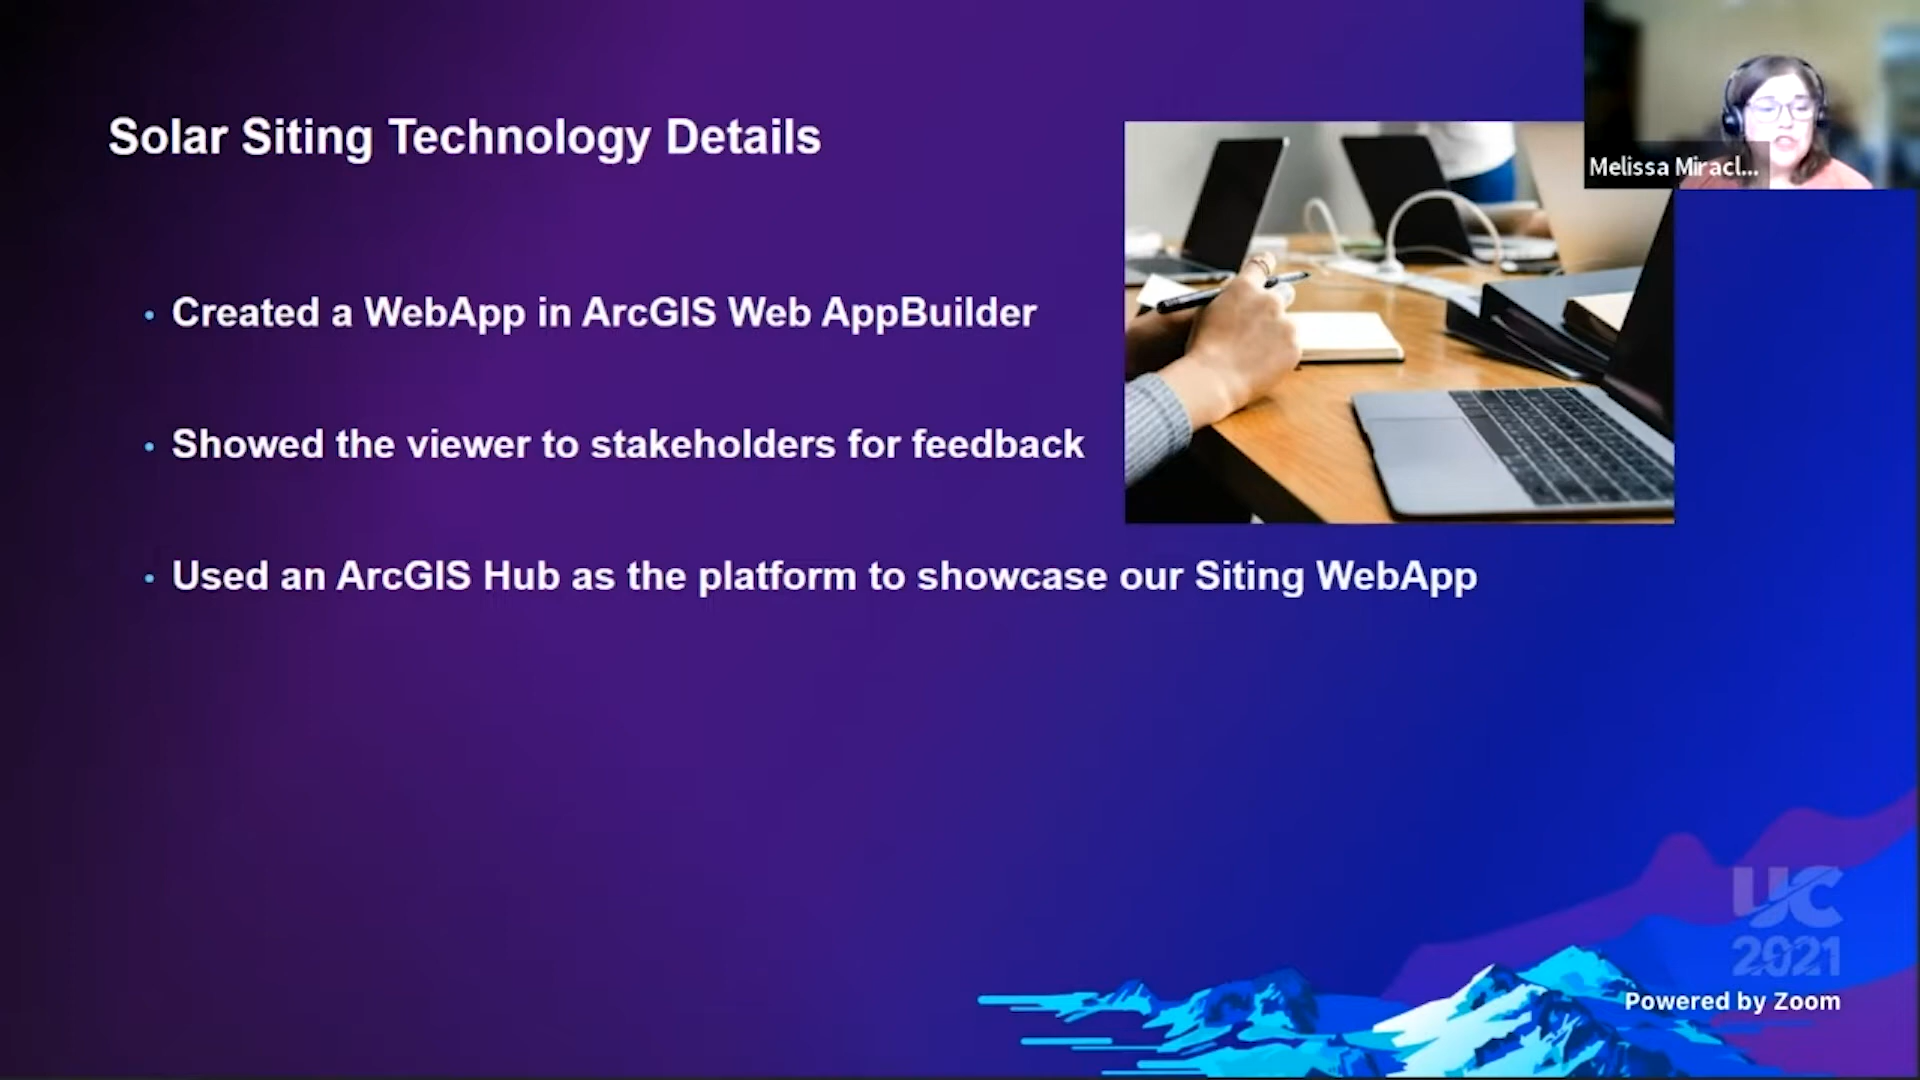 Melissa Miracl...
Solar Siting Technology Details
Created a WebApp in ArcGIS Web AppBuilder
Showed the viewer to stakeholders for feedback
Used an ArcGIS Hub as the platform to showcase our Siting WebApp
UC
2021
Powered by Zoom